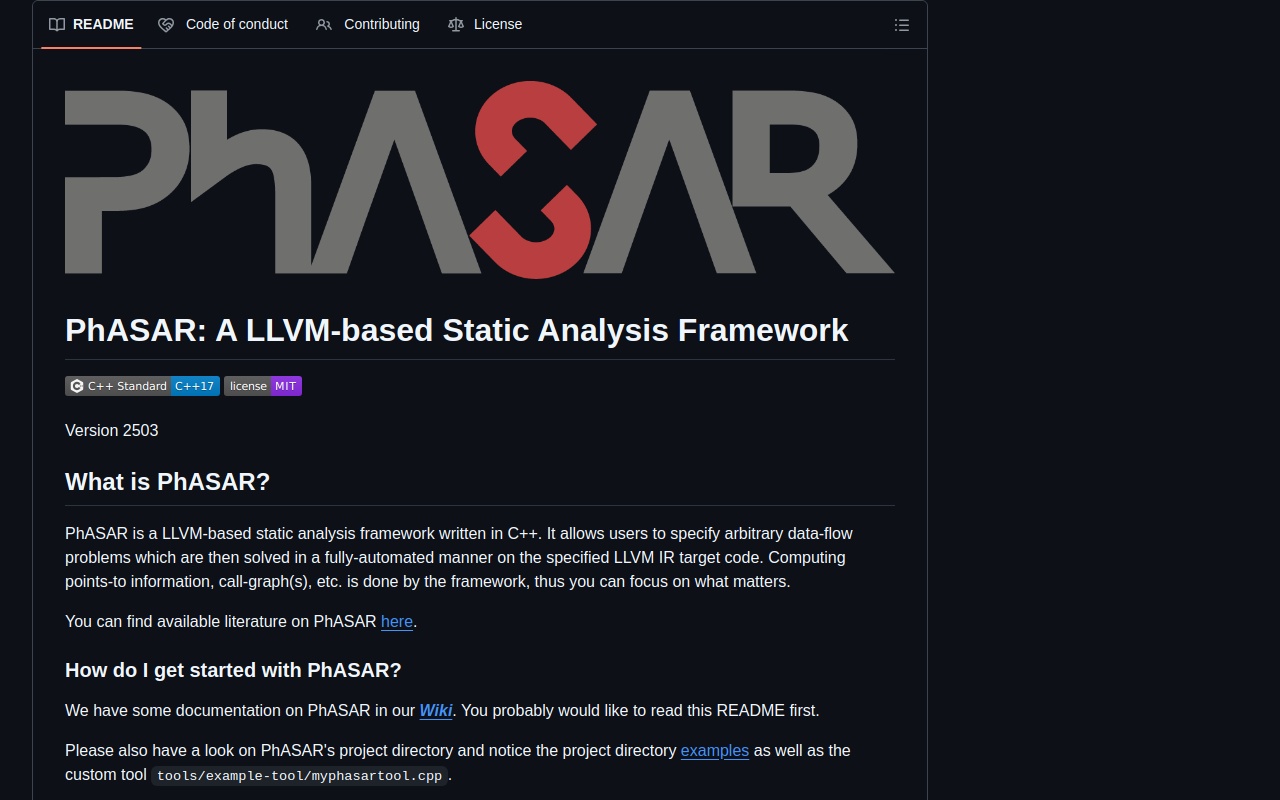 README Code of conduct Contributing License
PhASAR
PhASAR: A LLVM-based Static Analysis Framework
C++ Standard C++17 license MIT
Version 2503
What is PhASAR?
PhASAR is a LLVM-based static analysis framework written in C++. It allows users to specify arbitrary data-flow
problems which are then solved in a fully-automated manner on the specified LLVM IR target code. Computing
points-to information, call-graph(s), etc. is done by the framework, thus you can focus on what matters.
You can find available literature on PhASAR here.
How do I get started with PhASAR?
We have some documentation on PhASAR in our Wiki. You probably would like to read this README first.
Please also have a look on PhASAR's project directory and notice the project directory examples as well as the
custom tool tools/example-tool/myphasartool.cpp.